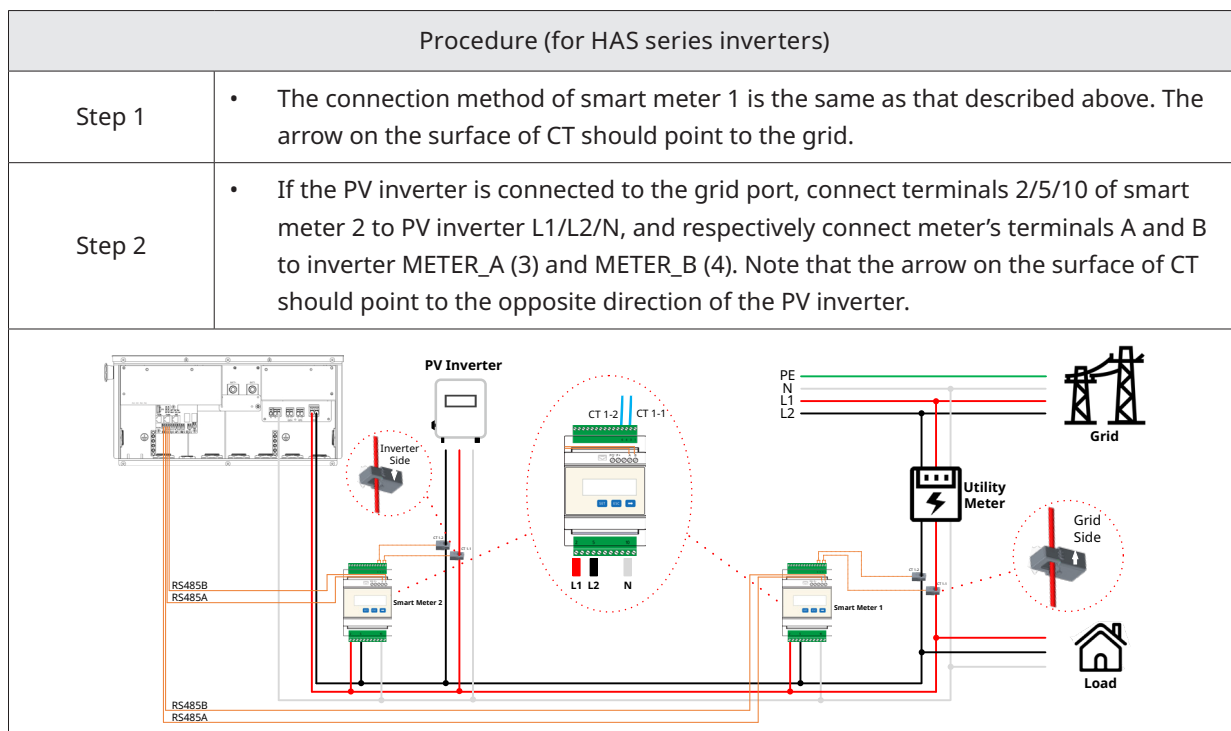 Procedure (for HAS series inverters)
Step 1
• The connection method of smart meter 1 is the same as that described above. The
arrow on the surface of CT should point to the grid.
Step 2
• If the PV inverter is connected to the grid port, connect terminals 2/5/10 of smart
meter 2 to PV inverter L1/L2/N, and respectively connect meter's terminals A and B
to inverter METER_A (3) and METER_B (4). Note that the arrow on the surface of CT
should point to the opposite direction of the PV inverter.
PV Inverter
PE
N
L1
L2
Grid
CT 1-2 CT 1-1
Inverter
Side
Utility
Meter
Grid
Side
L1 L2 N
RS485B
RS485A
Smart Meter 2
Smart Meter 1
Load
RS485B
RS485A